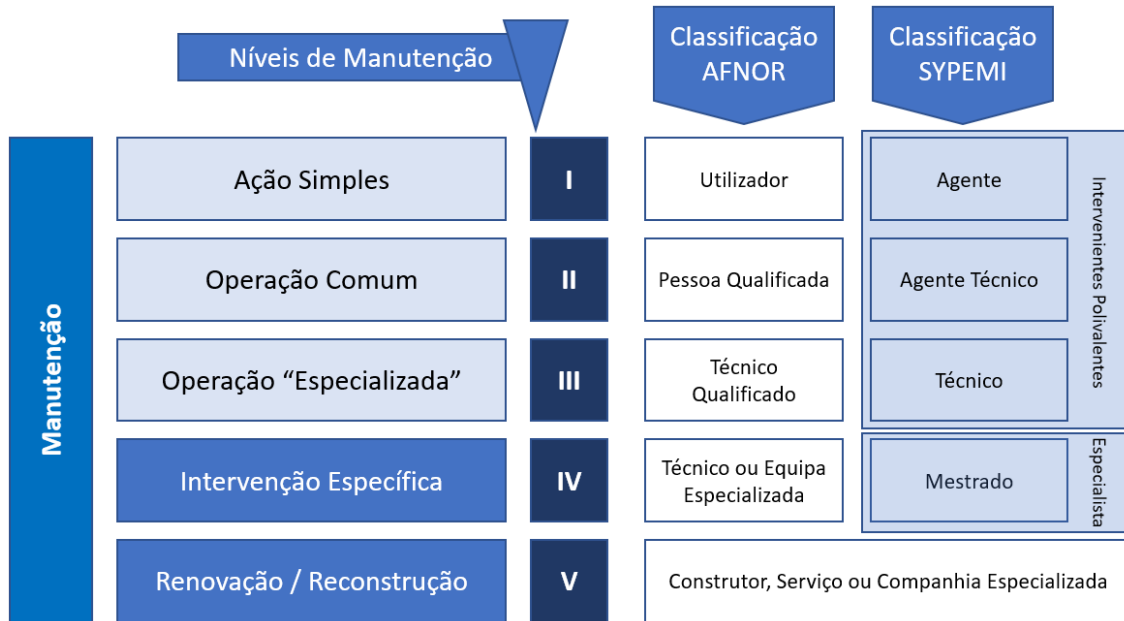 Níveis de Manutenção
Classificação
AFNOR
Classificação
SYPEMI
Manutenção
Ação Simples
I
Utilizador
Agente
Operação Comum
II
Pessoa Qualificada
Agente Técnico
Operação “Especializada”
III
Técnico
Qualificado
Técnico
Intervenientes Polivalentes
Intervenção Específica
IV
Técnico ou Equipa
Especializada
Mestrado
Especialista
Renovação / Reconstrução
V
Construtor, Serviço ou Companhia Especializada